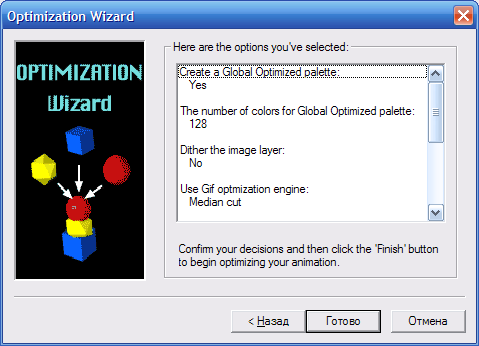 Optimization Wizard
OPTIMIZATION
Wizard
Here are the options you've selected:
Create a Global Optimized palette:
Yes
The number of colors for Global Optimized palette:
128
Dither the image layer:
No
Use Gif optmization engine:
Median cut
Confirm your decisions and then click the 'Finish' button
to begin optimizing your animation.
< Назад
Готово
Отмена